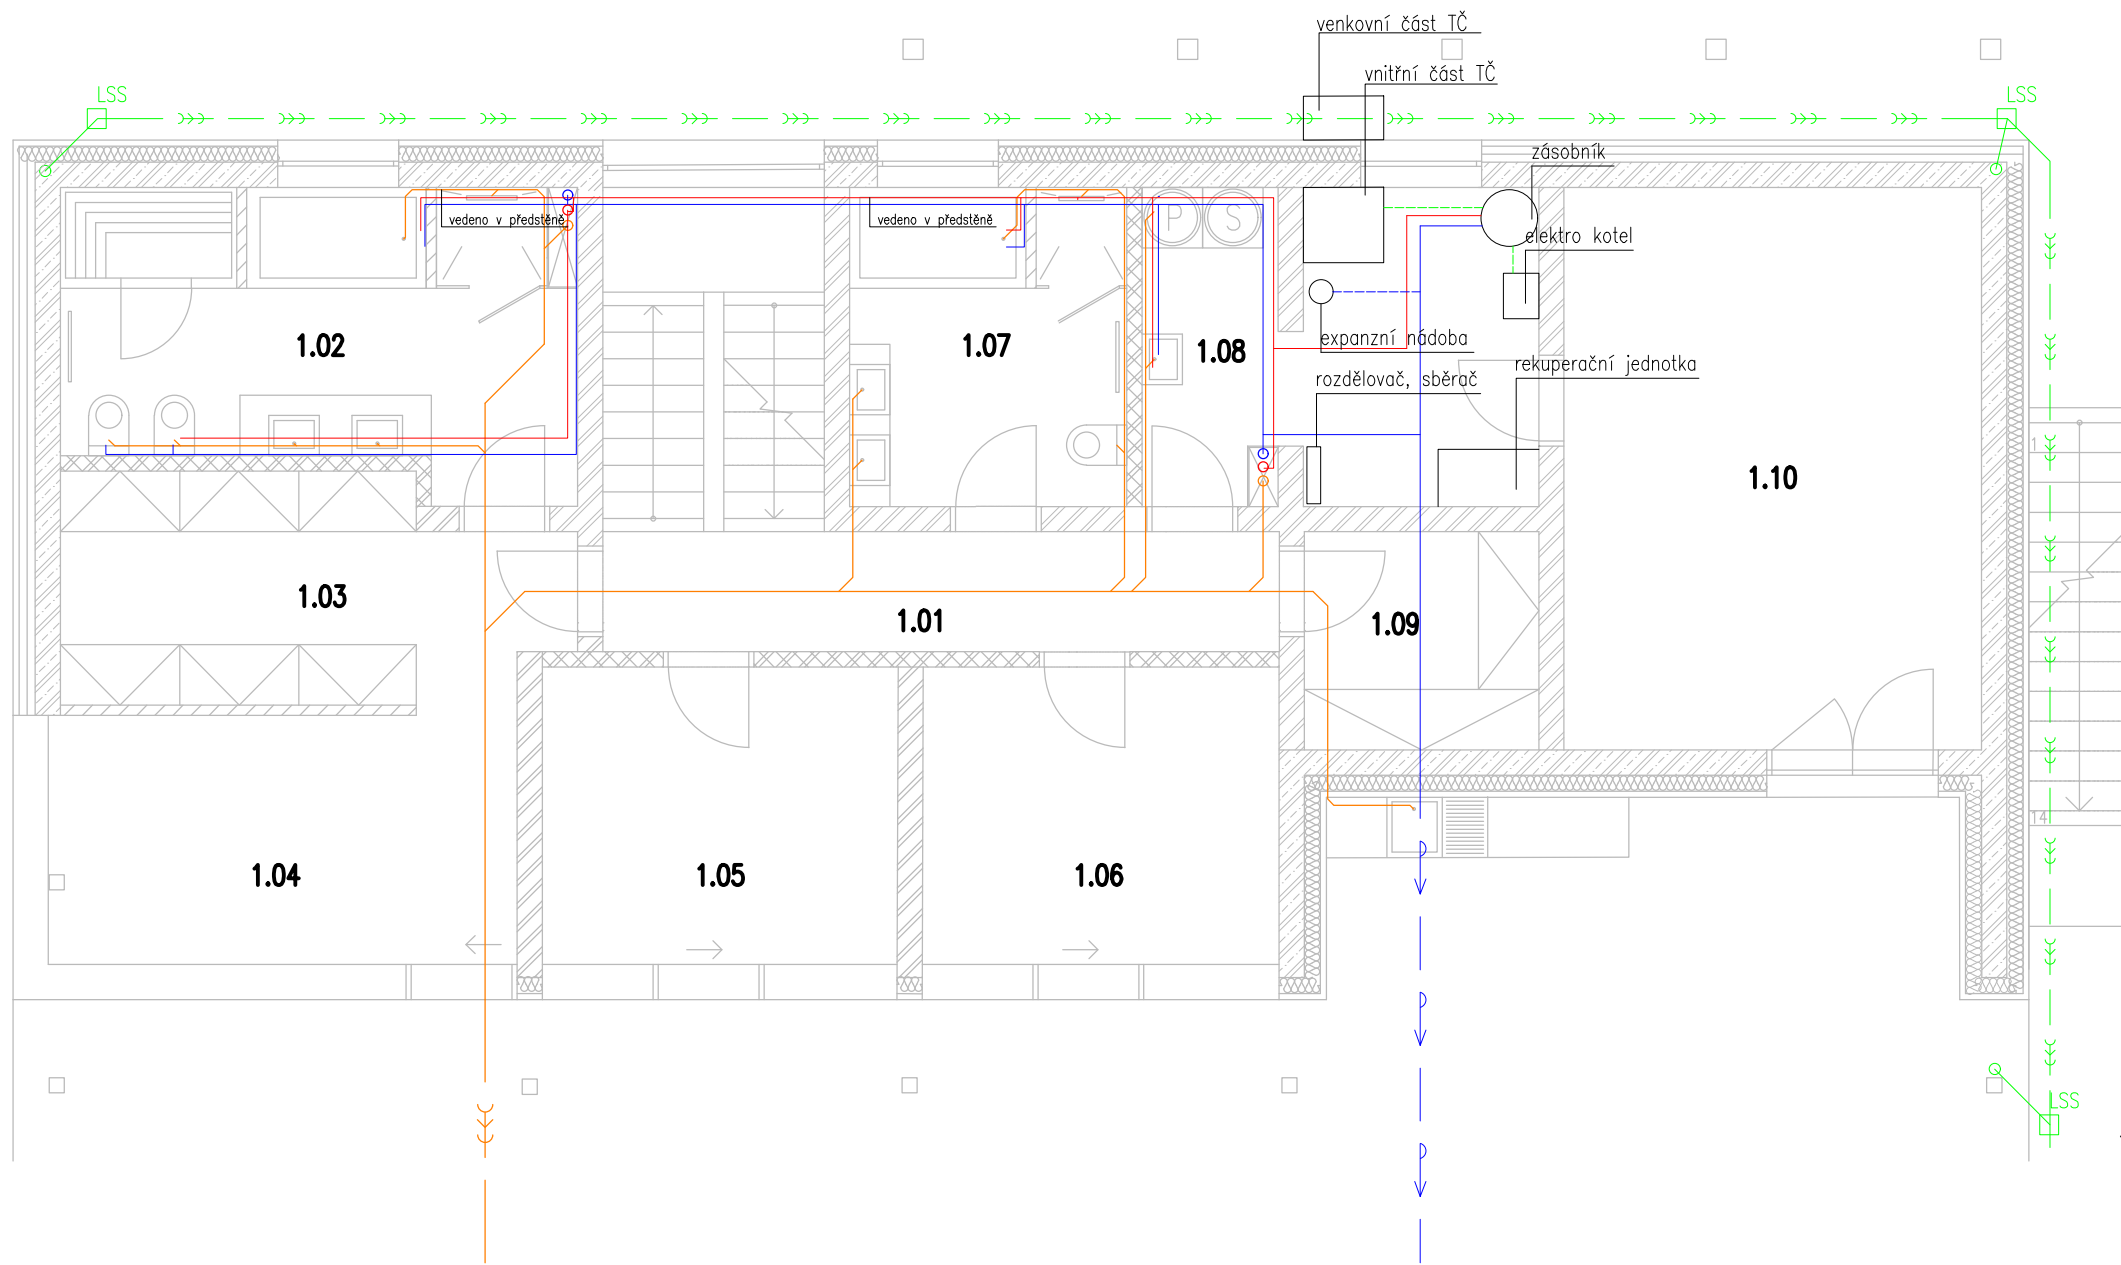 venkovní část TČ
vnitřní část TČ
LSS
LSS
zásobník
vedeno v předstěně
vedeno v předstěně
P
S
elektro kotel
1.02
1.07
1.08
expanzní nádoba
rekuperační jednotka
rozdělovač, sběrač
1
1.10
1.03
1.01
1.09
14
1.04
1.05
1.06
LSS